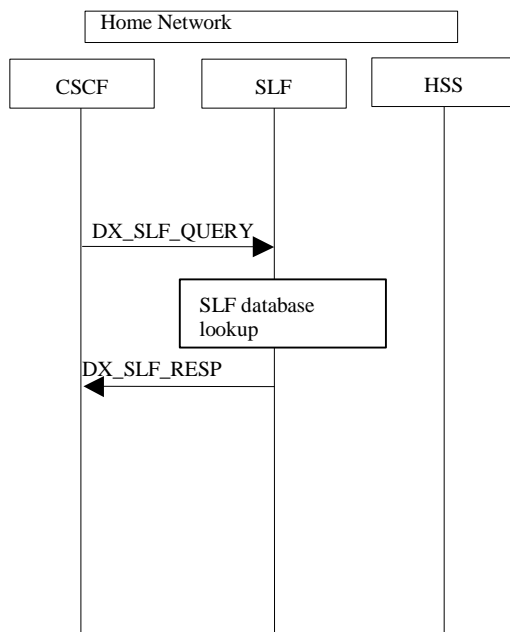 Home Network
CSCF
SLF
HSS
DX_SLF_QUERY
SLF database
lookup
DX_SLF_RESP